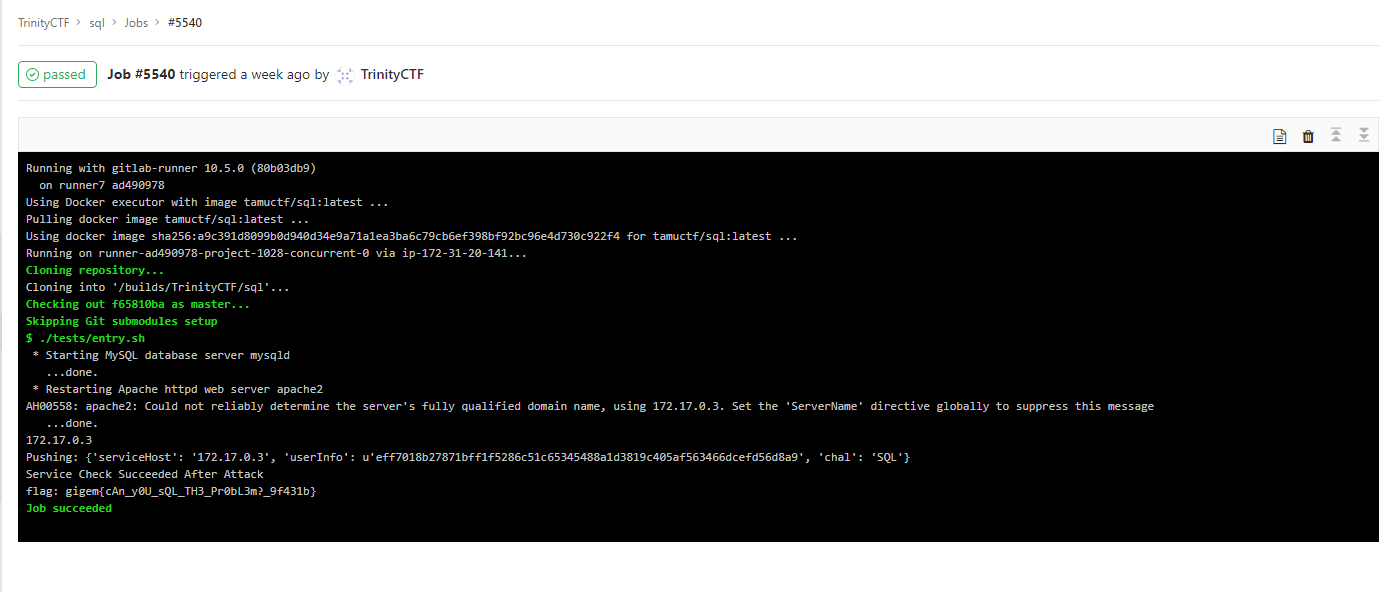 TrinityCTF > sql > Jobs > #5540
passed Job #5540 triggered a week ago by TrinityCTF
Running with gitlab-runner 10.5.0 (80b03db9)
on runner7 ad490978
Using Docker executor with image tamuctf/sql:latest ...
Pulling docker image tamuctf/sql:latest ...
Using docker image sha256:a9c391d8099b0d940d34e9a71a1ea3ba6c79cb6ef398bf92bc96e4d730c922f4 for tamuctf/sql:latest ...
Running on runner-ad490978-project-1028-concurrent-0 via ip-172-31-20-141...
Cloning repository...
Cloning into '/builds/TrinityCTF/sql'...
Checking out f65810ba as master...
Skipping Git submodules setup
$ ./tests/entry.sh
* Starting MySQL database server mysqld
...done.
* Restarting Apache httpd web server apache2
AH00558: apache2: Could not reliably determine the server's fully qualified domain name, using 172.17.0.3. Set the 'ServerName' directive globally to suppress this message
...done.
172.17.0.3
Pushing: {'serviceHost': '172.17.0.3', 'userInfo': u'eff7018b27871bff1f5286c51c65345488a1d3819c405af563466dcefd56d8a9', 'chal': 'SQL'}
Service Check Succeeded After Attack
flag: gigem{cAn_y0U_sQL_TH3_Pr0bL3m?_9f431b}
Job succeeded